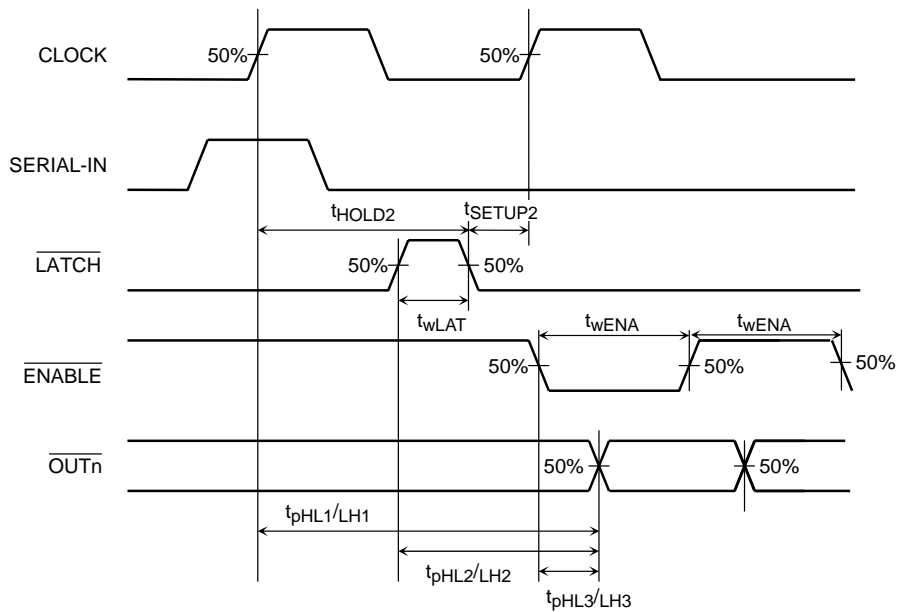 CLOCK
50%
50%
SERIAL-IN
tHOLD2
tSETUP2
LATCH
50%
50%
twLAT
twENA
twENA
ENABLE
50%
50%
50%
OUTn
50%
50%
tpHL1/LH1
tpHL2/LH2
tpHL3/LH3